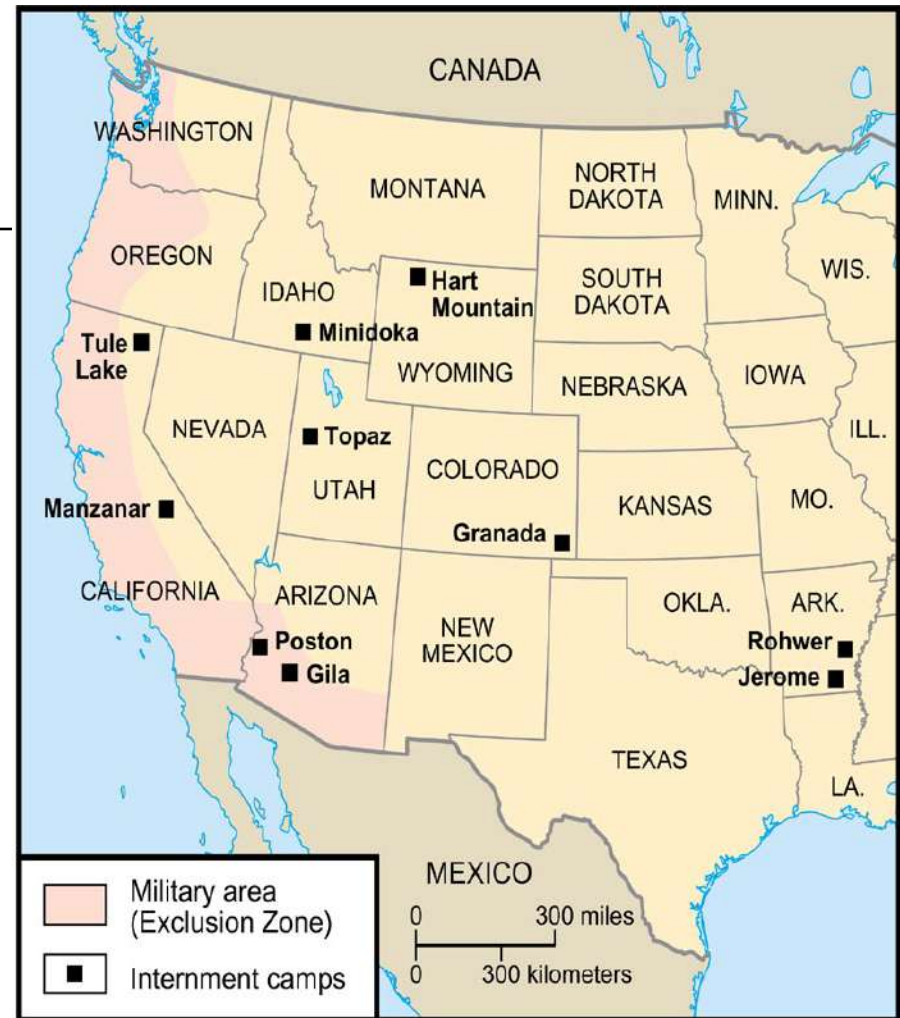 CANADA
WASHINGTON
MONTANA
NORTH
DAKOTA
MINN.
OREGON
IDAHO
Hart
Mountain
SOUTH
DAKOTA
WIS.
Minidoka
Tule
Lake
WYOMING
NEBRASKA
IOWA
NEVADA
Topaz
UTAH
COLORADO
ILL.
KANSAS
MO.
Manzanar
Granada
CALIFORNIA
ARIZONA
NEW
MEXICO
OKLA.
ARK.
Poston
Gila
Rohwer
Jerome
TEXAS
LA.
MEXICO
0 300 miles
0 300 kilometers
Military area
(Exclusion Zone)
Internment camps